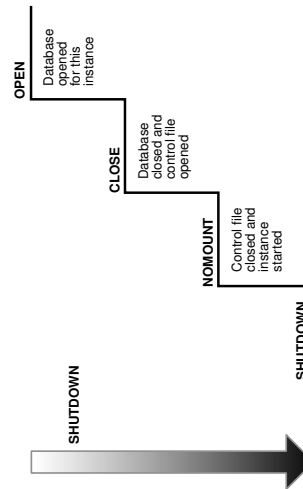 OPEN
Database
opened
for this
instance
CLOSE
Database
closed and
control file
opened
NOMOUNT
Control file
closed and
instance
started
SHUTDOWN
SHUTDOWN